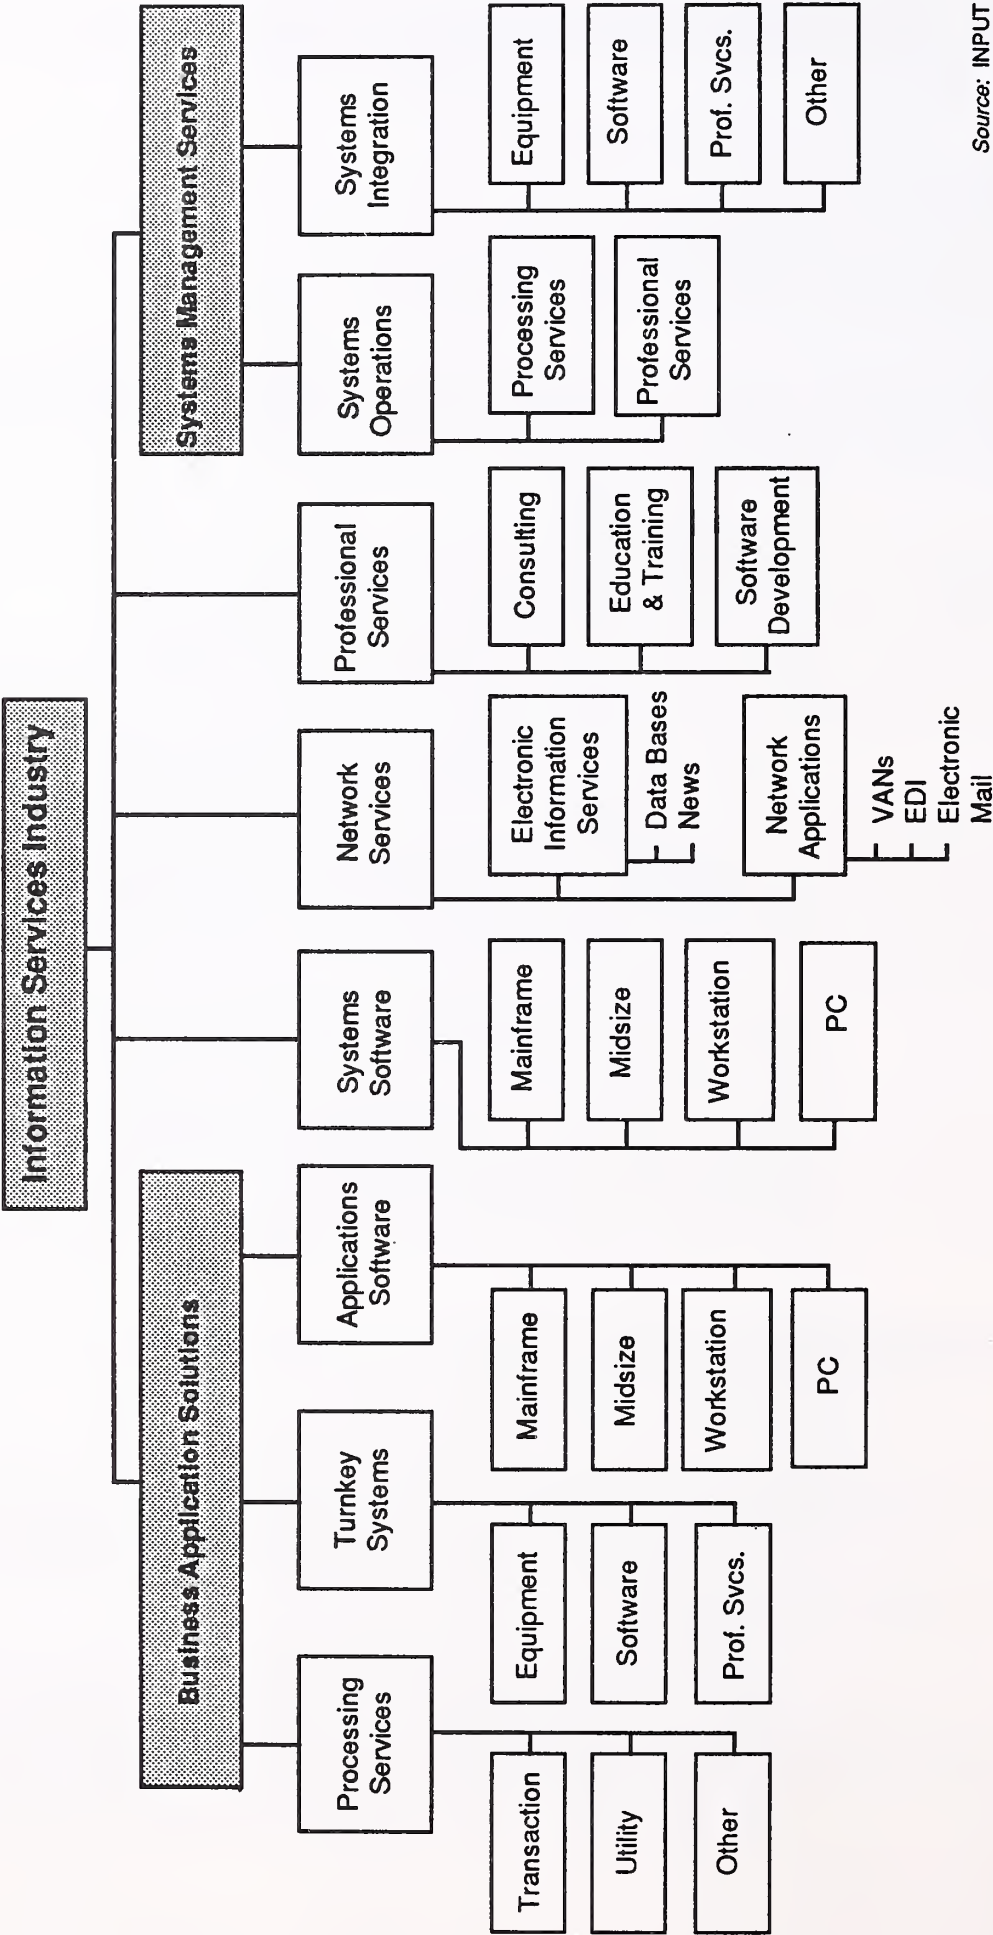 Information Services Industry
Business Application Solutions
Systems Management Services
Processing
Services
Turnkey
Systems
Applications
Software
Systems
Software
Network
Services
Professional
Services
Systems
Operations
Systems
Integration
Transaction
Utility
Other
Equipment
Software
Prof. Svcs.
Mainframe
Midsize
Workstation
PC
Mainframe
Midsize
Workstation
PC
Electronic
Information
Services
Data Bases
News
Network
Applications
VANs
EDI
Electronic
Mail
Consulting
Education
& Training
Software
Development
Processing
Services
Professional
Services
Equipment
Software
Prof. Svcs.
Other
Source: INPUT